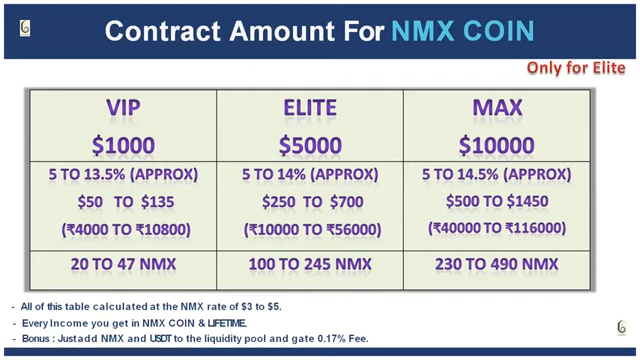 Contract Amount For NMX COIN
Only for Elite
VIP ELITE MAX
$1000 $5000 $10000
5 TO 13.5% (APPROX) 5 TO 14% (APPROX) 5 TO 14.5% (APPROX)
$50 TO $135 $250 TO $700 $500 TO $1450
(₹4000 TO ₹10800) (₹10000 TO ₹56000) (₹40000 TO ₹116000)
20 TO 47 NMX 100 TO 245 NMX 230 TO 490 NMX
- All of this table calculated at the NMX rate of $3 to $5.
- Every Income you get in NMX COIN & LIFETIME.
- Bonus : Just add NMX and USDT to the liquidity pool and gate 0.17% Fee.